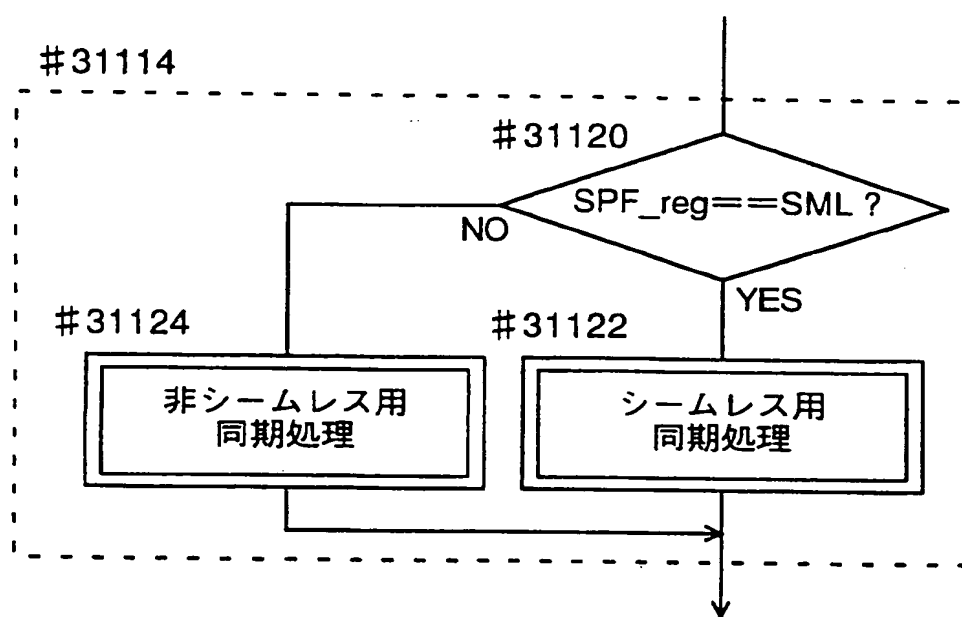 #31114
#31120
SPF_reg==SML?
NO
YES
#31124
#31122
非シームレス用
同期処理
シームレス用
同期処理